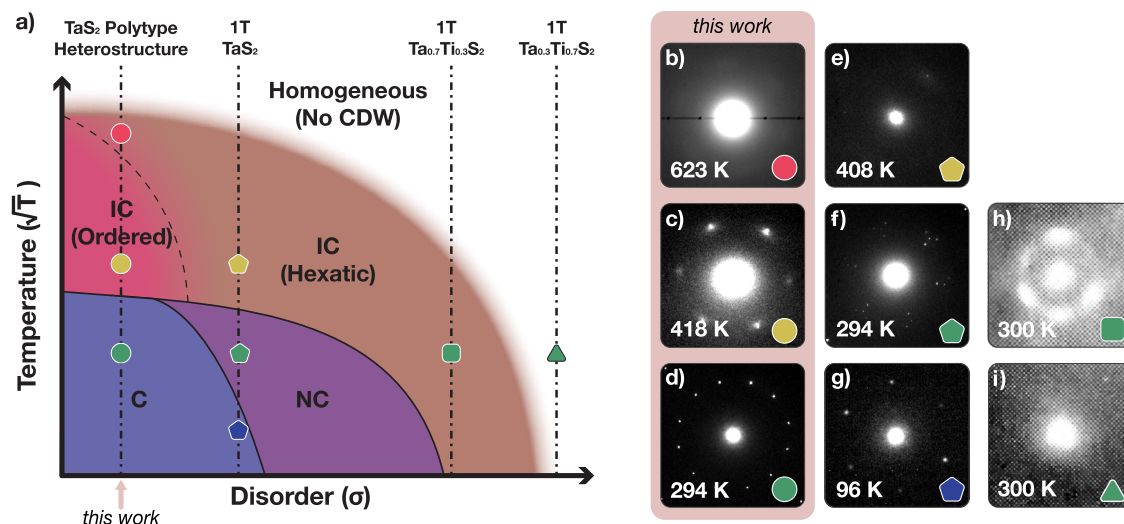 a)
TaS₂ Polytype
Heterostructure
1T
TaS₂
1T
Ta₀.₇Ti₀.₃S₂
1T
Ta₀.₃Ti₀.₇S₂
Homogeneous
(No CDW)
IC
(Ordered)
IC
(Hexatic)
C
NC
Temperature (√T)
Disorder (σ)
this work
this work
b)
623 K
e)
408 K
c)
418 K
f)
294 K
h)
300 K
d)
294 K
g)
96 K
i)
300 K